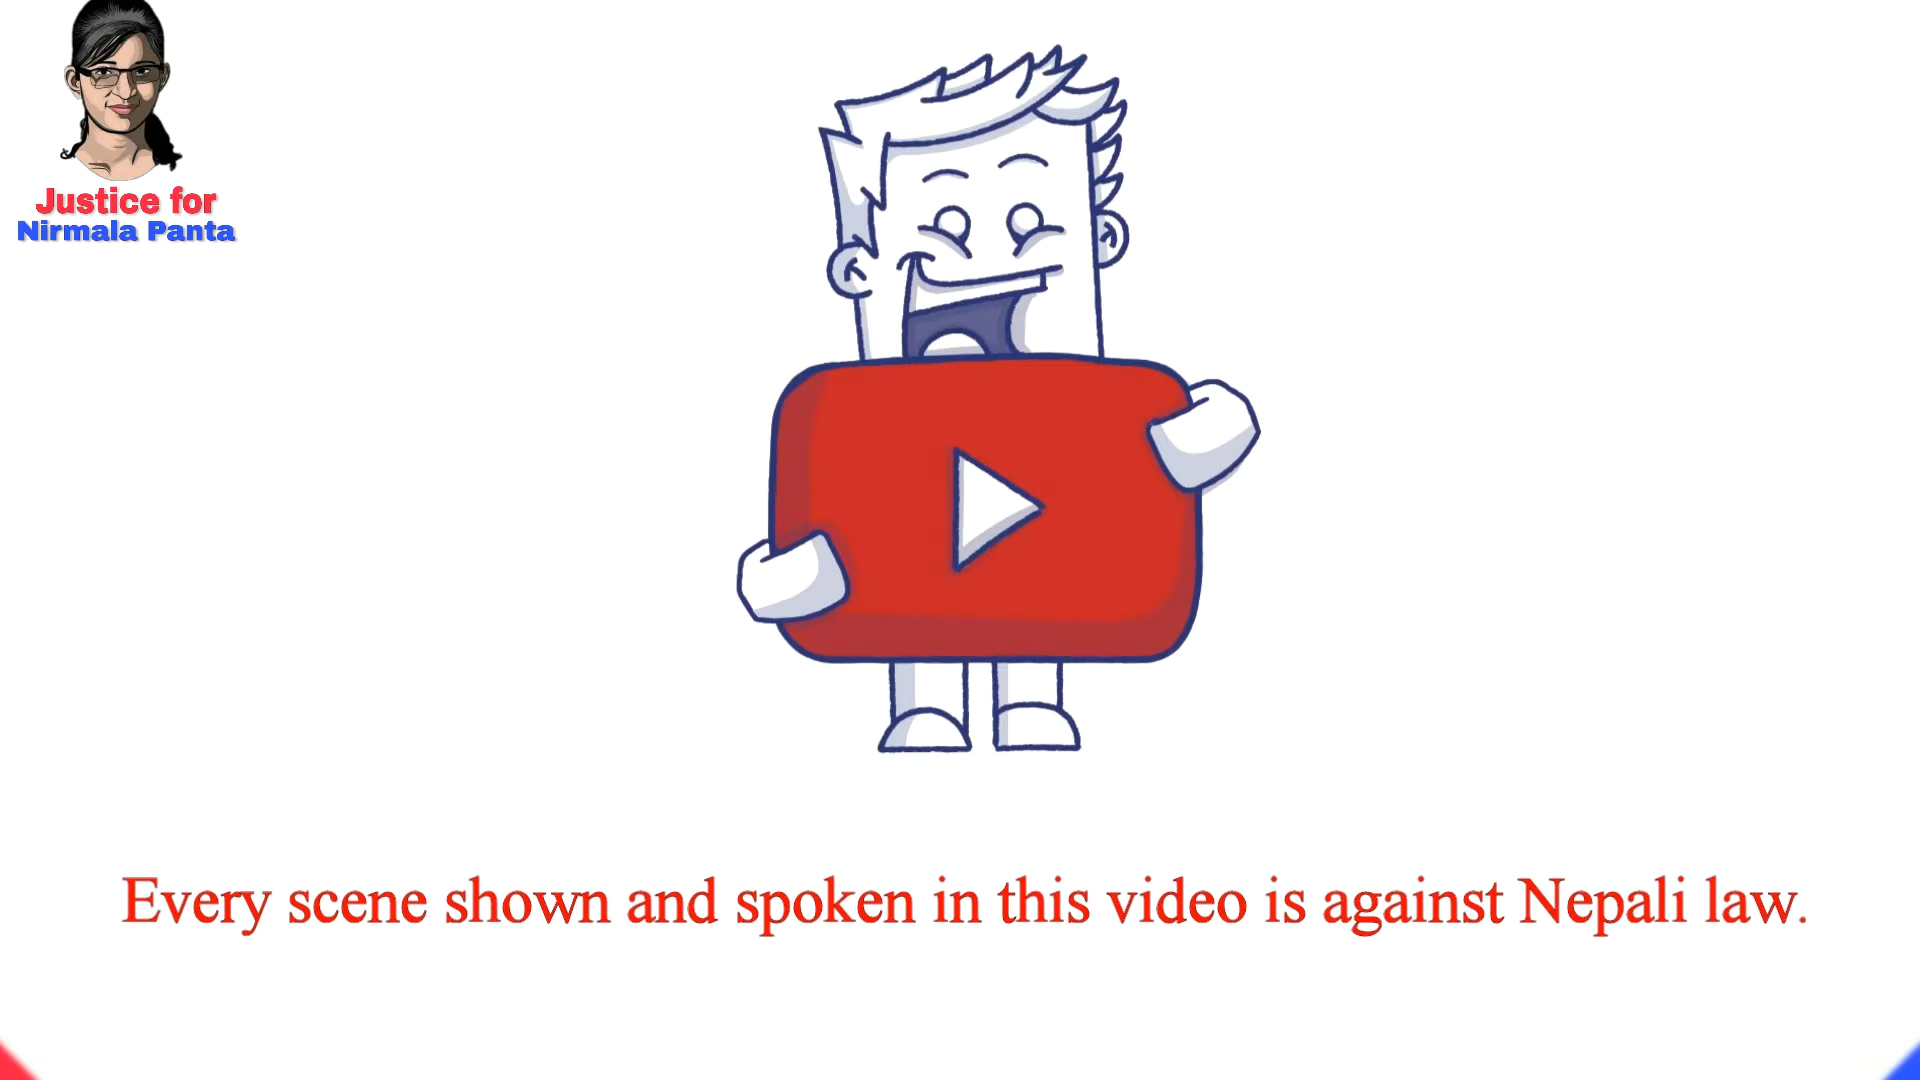 Justice for
Nirmala Panta
Every scene shown and spoken in this video is against Nepali law.